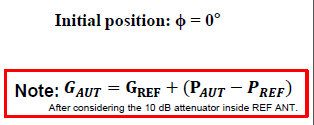 Initial position: ϕ = 0°
Note: G_AUT = G_REF + (P_AUT − P_REF)
After considering the 10 dB attenuator inside REF ANT.